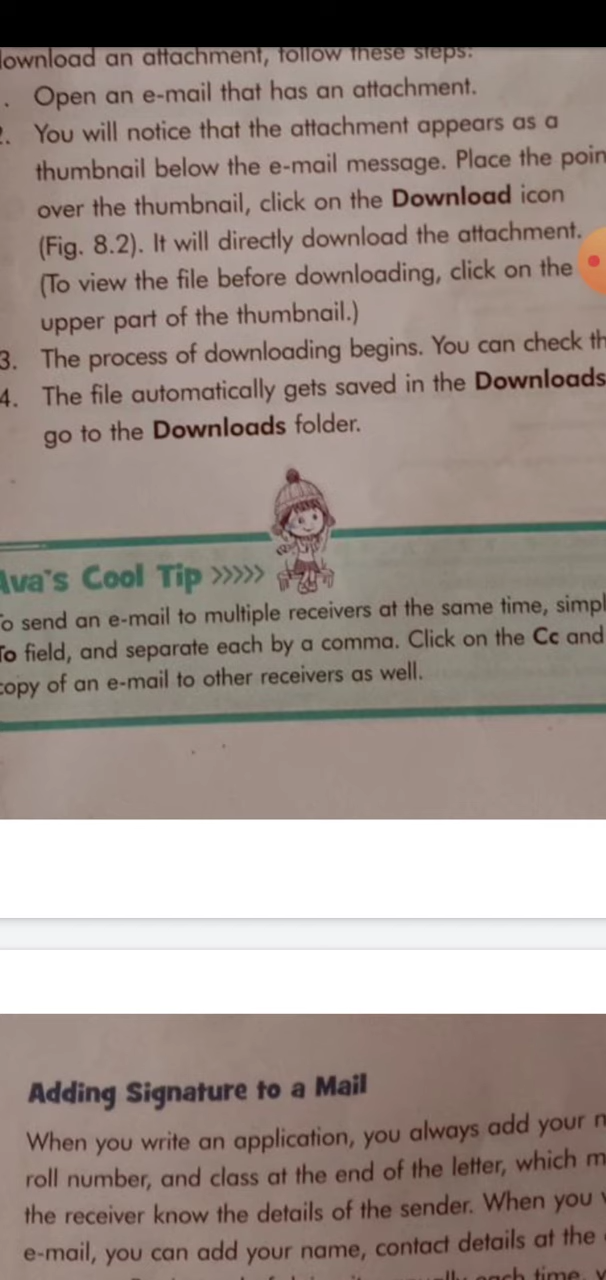 download an attachment, follow these steps:
. Open an e-mail that has an attachment.
2. You will notice that the attachment appears as a
thumbnail below the e-mail message. Place the
over the thumbnail, click on the Download icon
(Fig. 8.2). It will directly download the attachment.
(To view the file before downloading, click on the
upper part of the thumbnail.)
3. The process of downloading begins. You can check
4. The file automatically gets saved in the Downloads
go to the Downloads folder.
Ava's Cool Tip >>>>>
To send an e-mail to multiple receivers at the same time,
To field, and separate each by a comma. Click on the Cc and
copy of an e-mail to other receivers as well.
Adding Signature to a Mail
When you write an application, you always add your
roll number, and class at the end of the letter, which
the receiver know the details of the sender. When you
e-mail, you can add your name, contact details at the
each time,